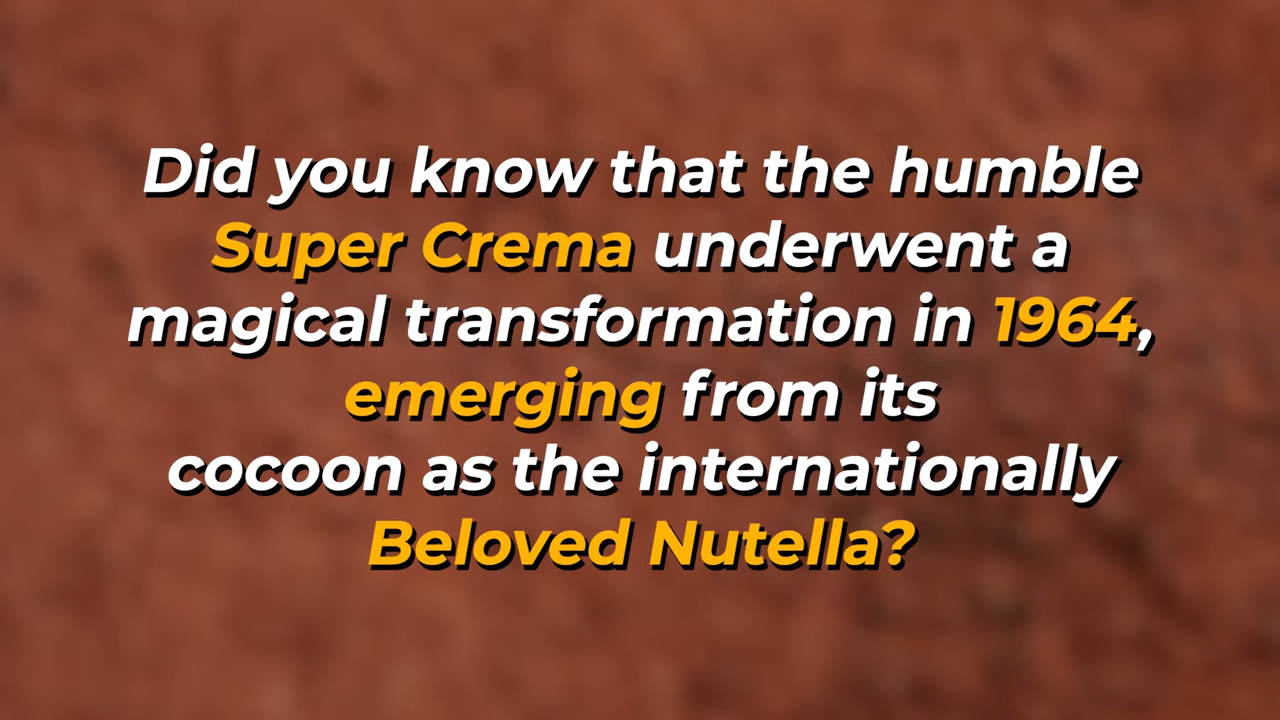 Did you know that the humble
Super Crema underwent a
magical transformation in 1964,
emerging from its
cocoon as the internationally
Beloved Nutella?